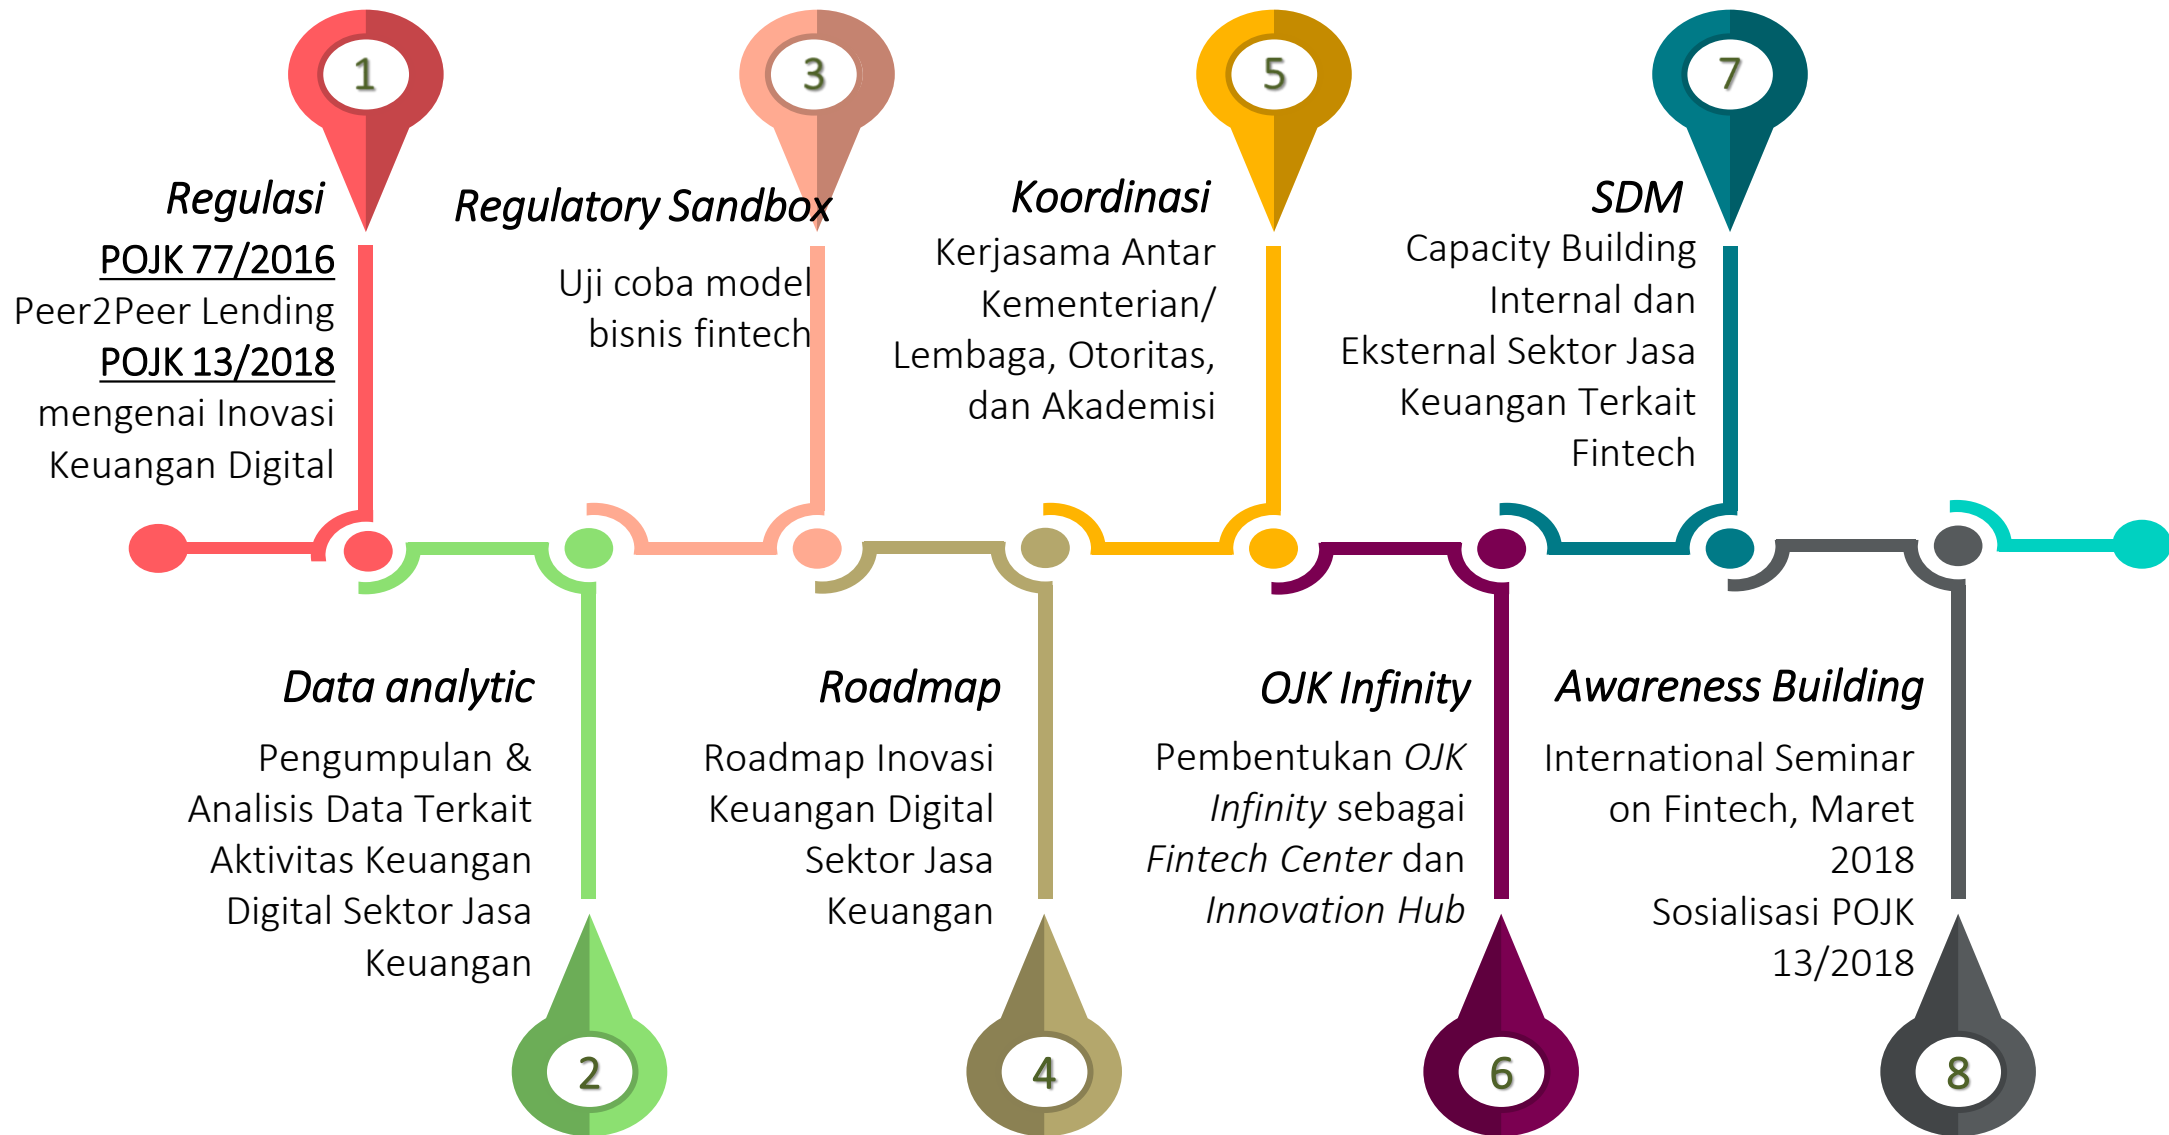 1
Regulasi
POJK 77/2016
Peer2Peer Lending
POJK 13/2018
mengenai Inovasi
Keuangan Digital
2
Data analytic
Pengumpulan &
Analisis Data Terkait
Aktivitas Keuangan
Digital Sektor Jasa
Keuangan
3
Regulatory Sandbox
Uji coba model
bisnis fintech
4
Roadmap
Roadmap Inovasi
Keuangan Digital
Sektor Jasa
Keuangan
5
Koordinasi
Kerjasama Antar
Kementerian/
Lembaga, Otoritas,
dan Akademisi
6
OJK Infinity
Pembentukan OJK
Infinity sebagai
Fintech Center dan
Innovation Hub
7
SDM
Capacity Building
Internal dan
Eksternal Sektor Jasa
Keuangan Terkait
Fintech
8
Awareness Building
International Seminar
on Fintech, Maret
2018
Sosialisasi POJK
13/2018